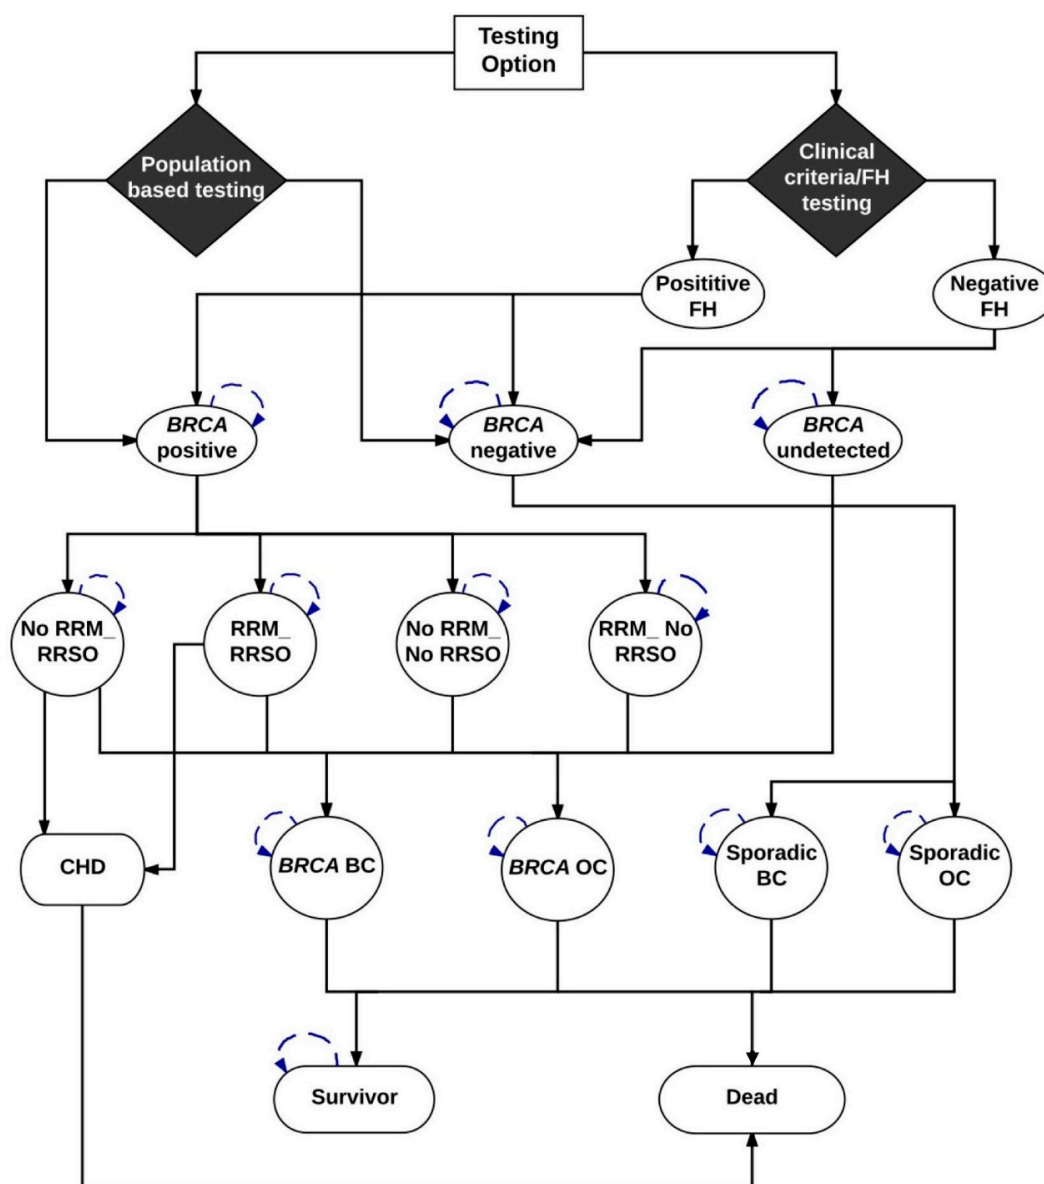 Testing
Option
Population
based testing
Clinical
criteria/FH
testing
Posititive
FH
Negative
FH
BRCA
positive
BRCA
negative
BRCA
undetected
No RRM_
RRSO
RRM_
RRSO
No RRM_
No RRSO
RRM_ No
RRSO
CHD
BRCA BC
BRCA OC
Sporadic
BC
Sporadic
OC
Survivor
Dead